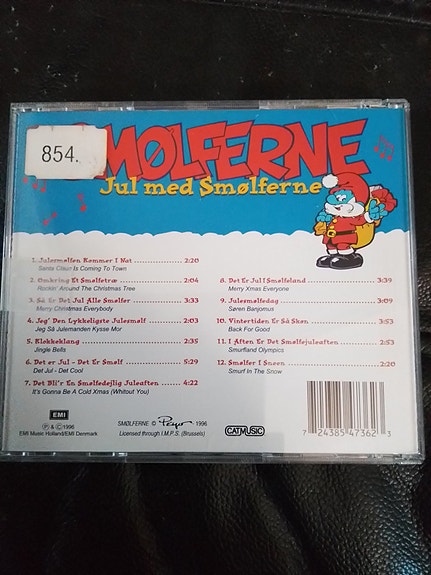 854.
MØLFERNE
Jul med Smølferne
1. Julesmølfen Kommer I Nat 2:20
Santa Claus Is Coming To Town
2. Omkring Et Smølfetræ 2:04
Rockin' Around The Christmas Tree
3. Så Er Det Jul Alle Smølfer 3:33
Merry Christmas Everybody
4. Jeg' Den Lykkeligste Julesmølf 2:03
Jeg Så Julemanden Kysse Mor
5. Klokkeklang 2:35
Jingle Bells
6. Det er Jul - Det Er Smølf 5:29
Det Jul - Det Cool
7. Det Bli'r En Smølfedejlig Juleaften 4:22
It's Gonna Be A Cold Xmas (Whitout You)
8. Det Er Jul I Smølfeland 3:39
Merry Xmas Everyone
9. Julesmølfedag 3:09
Søren Banjomus
10. Vintertiden Er Så Skøn 3:53
Back For Good
11. I Aften Er Det Smølfejuleaften 3:53
Smurfland Olympics
12. Smølfer I Sneen 2:20
Smurf In The Snow
EMI
℗ & © 1996
EMI Music Holland/EMI Denmark
SMØLFERNE © Peyo 1996
Licensed through I.M.P.S. (Brussels)
CATMUSIC
7 24385 47362 3